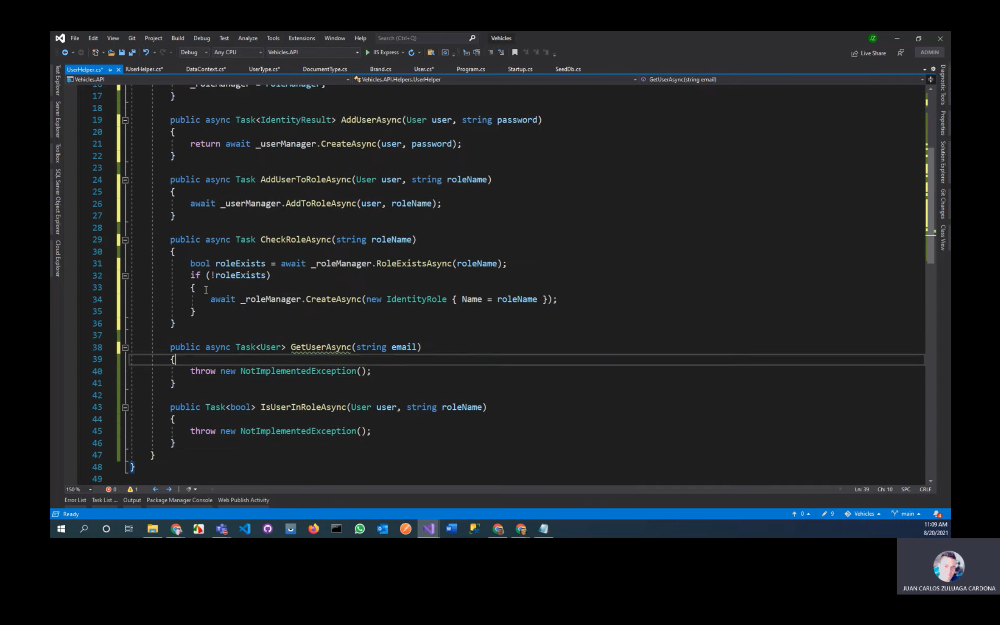 File Edit View Git Project Build Debug Test Analyze Tools Extensions Window Help Search (Ctrl+Q) Vehicles JZ
Debug Any CPU Vehicles.API IIS Express Live Share ADMIN
UserHelper.cs* IUserHelper.cs* DataContext.cs* UserType.cs* DocumentType.cs Brand.cs User.cs* Program.cs Startup.cs SeedDb.cs
Vehicles.API Vehicles.API.Helpers.UserHelper GetUserAsync(string email)
Test Explorer
Server Explorer
Toolbox
SQL Server Object Explorer
Cloud Explorer
16 _roleManager = roleManager;
17 }
18
19 public async Task<IdentityResult> AddUserAsync(User user, string password)
20 {
21 return await _userManager.CreateAsync(user, password);
22 }
23
24 public async Task AddUserToRoleAsync(User user, string roleName)
25 {
26 await _userManager.AddToRoleAsync(user, roleName);
27 }
28
29 public async Task CheckRoleAsync(string roleName)
30 {
31 bool roleExists = await _roleManager.RoleExistsAsync(roleName);
32 if (!roleExists)
33 {
34 await _roleManager.CreateAsync(new IdentityRole { Name = roleName });
35 }
36 }
37
38 public async Task<User> GetUserAsync(string email)
39 {
40 throw new NotImplementedException();
41 }
42
43 public Task<bool> IsUserInRoleAsync(User user, string roleName)
44 {
45 throw new NotImplementedException();
46 }
47 }
48 }
49
Diagnostic Tools
Properties
Solution Explorer
Git Changes
Class View
150 % 0 1 Ln: 39 Ch: 10 SPC CRLF
Error List Task List ... Output Package Manager Console Web Publish Activity
Ready 0 9 Vehicles main 4
11:09 AM
8/20/2021
JUAN CARLOS ZULUAGA CARDONA